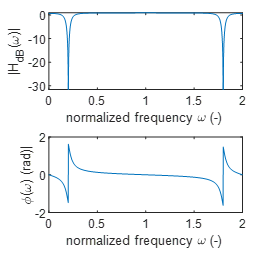 0
-10
-20
-30
|H_dB(ω)|
0 0.5 1 1.5 2
normalized frequency ω (-)
2
0
-2
ϕ(ω) (rad)|
0 0.5 1 1.5 2
normalized frequency ω (-)